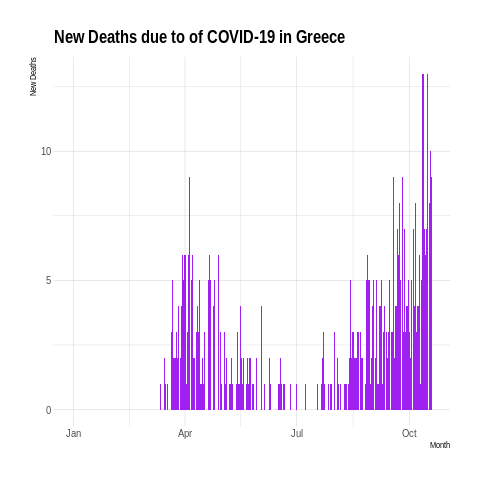 New Deaths due to of COVID-19 in Greece
New Deaths
10
5
0
Jan Apr Jul Oct
Month